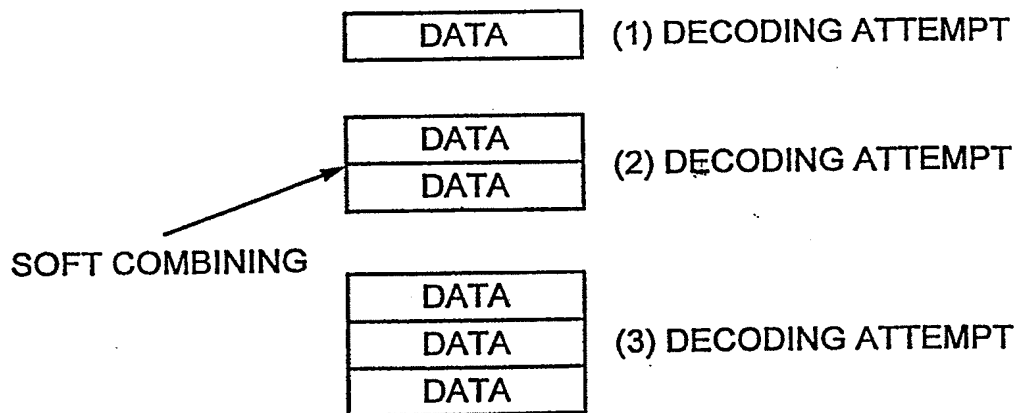 DATA (1) DECODING ATTEMPT
DATA
DATA
(2) DECODING ATTEMPT
SOFT COMBINING
DATA
DATA
DATA
(3) DECODING ATTEMPT